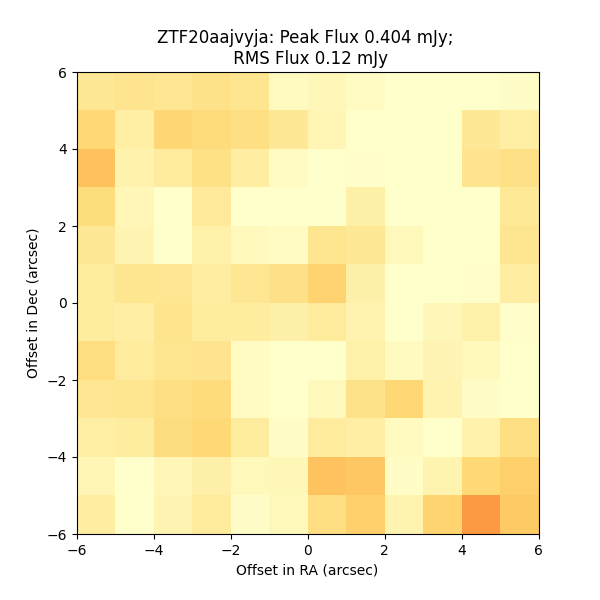 ZTF20aajvyja: Peak Flux 0.404 mJy;
RMS Flux 0.12 mJy
6
4
2
0
−2
−4
−6
Offset in Dec (arcsec)
−6 −4 −2 0 2 4 6
Offset in RA (arcsec)